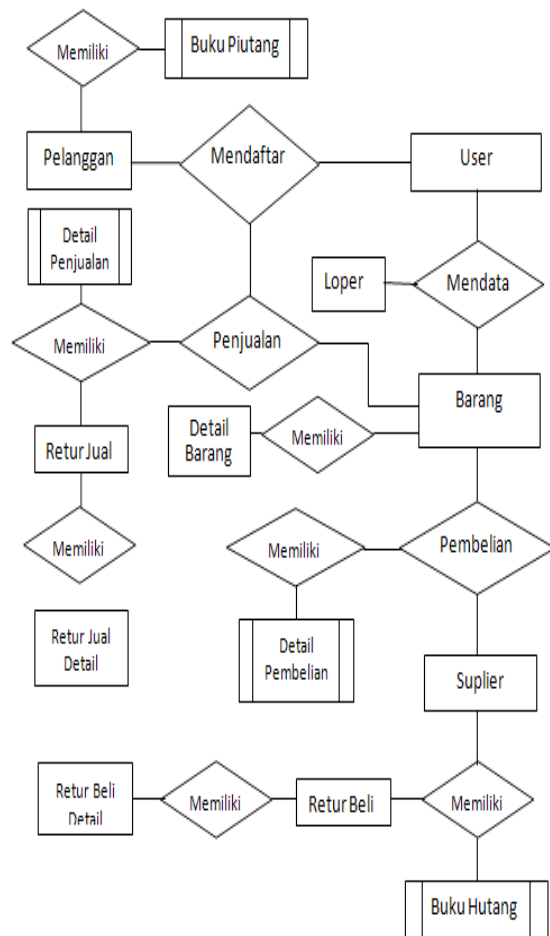 Memiliki
Buku Piutang
Pelanggan
Mendaftar
User
Detail
Penjualan
Loper
Mendata
Memiliki
Penjualan
Barang
Retur Jual
Detail
Barang
Memiliki
Memiliki
Memiliki
Pembelian
Retur Jual
Detail
Detail
Pembelian
Suplier
Retur Beli
Detail
Memiliki
Retur Beli
Memiliki
Buku Hutang